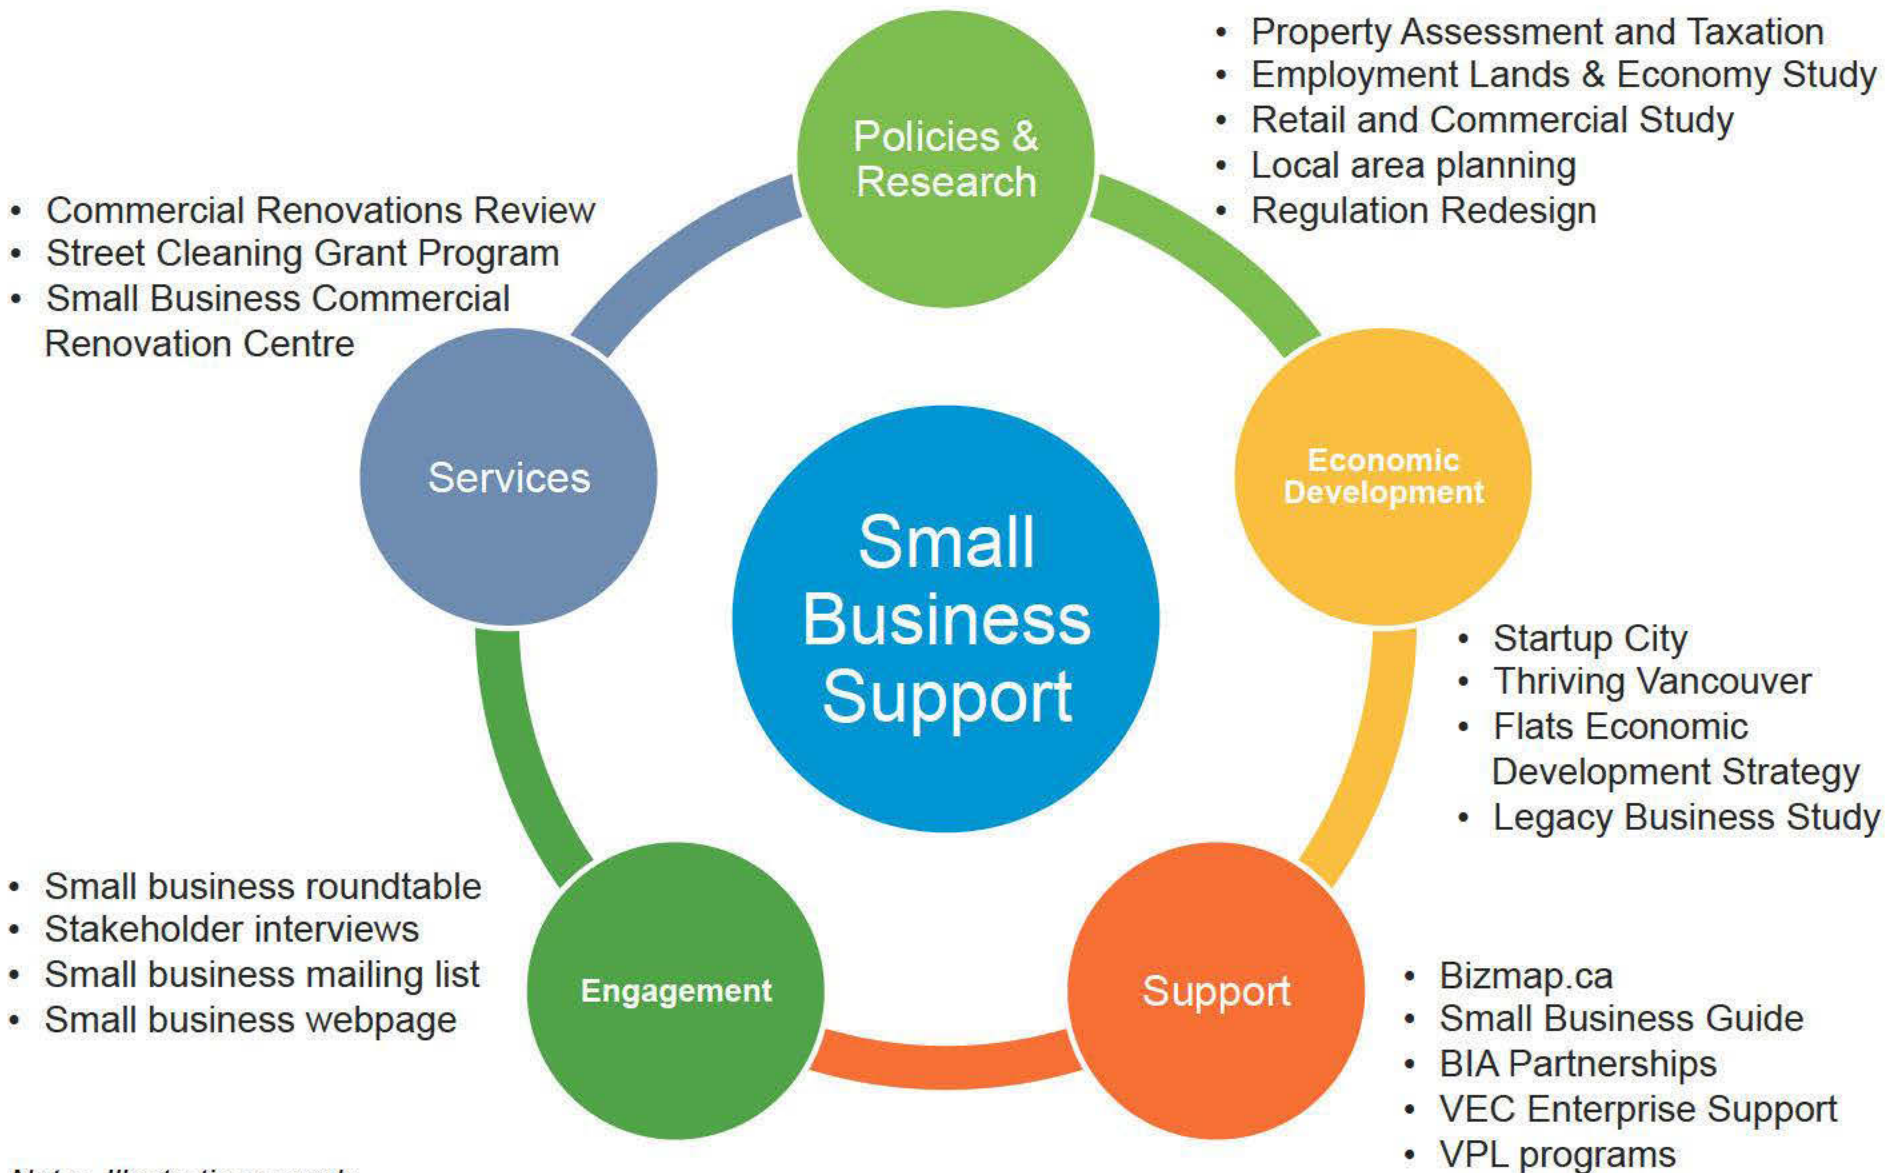 Policies &
Research
• Property Assessment and Taxation
• Employment Lands & Economy Study
• Retail and Commercial Study
• Local area planning
• Regulation Redesign
• Commercial Renovations Review
• Street Cleaning Grant Program
• Small Business Commercial
Renovation Centre
Services
Economic
Development
Small
Business
Support
• Startup City
• Thriving Vancouver
• Flats Economic
Development Strategy
• Legacy Business Study
• Small business roundtable
• Stakeholder interviews
• Small business mailing list
• Small business webpage
Engagement
Support
• Bizmap.ca
• Small Business Guide
• BIA Partnerships
• VEC Enterprise Support
• VPL programs